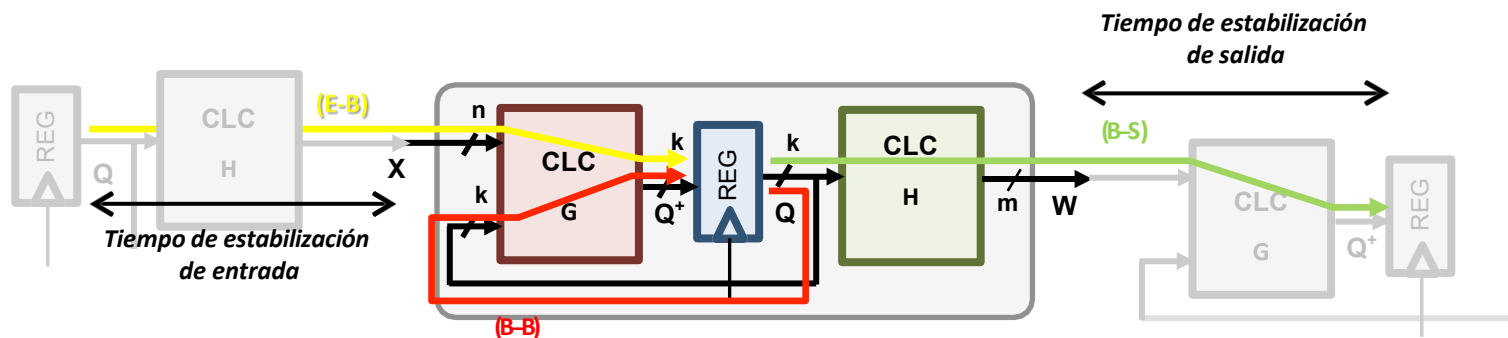 Tiempo de estabilización
de salida
REG
Q
CLC
H
(E-B)
X
Tiempo de estabilización
de entrada
n
k
CLC
G
k
Q+
REG
k
Q
CLC
H
m
W
(B-B)
(B-S)
CLC
G
Q+
REG